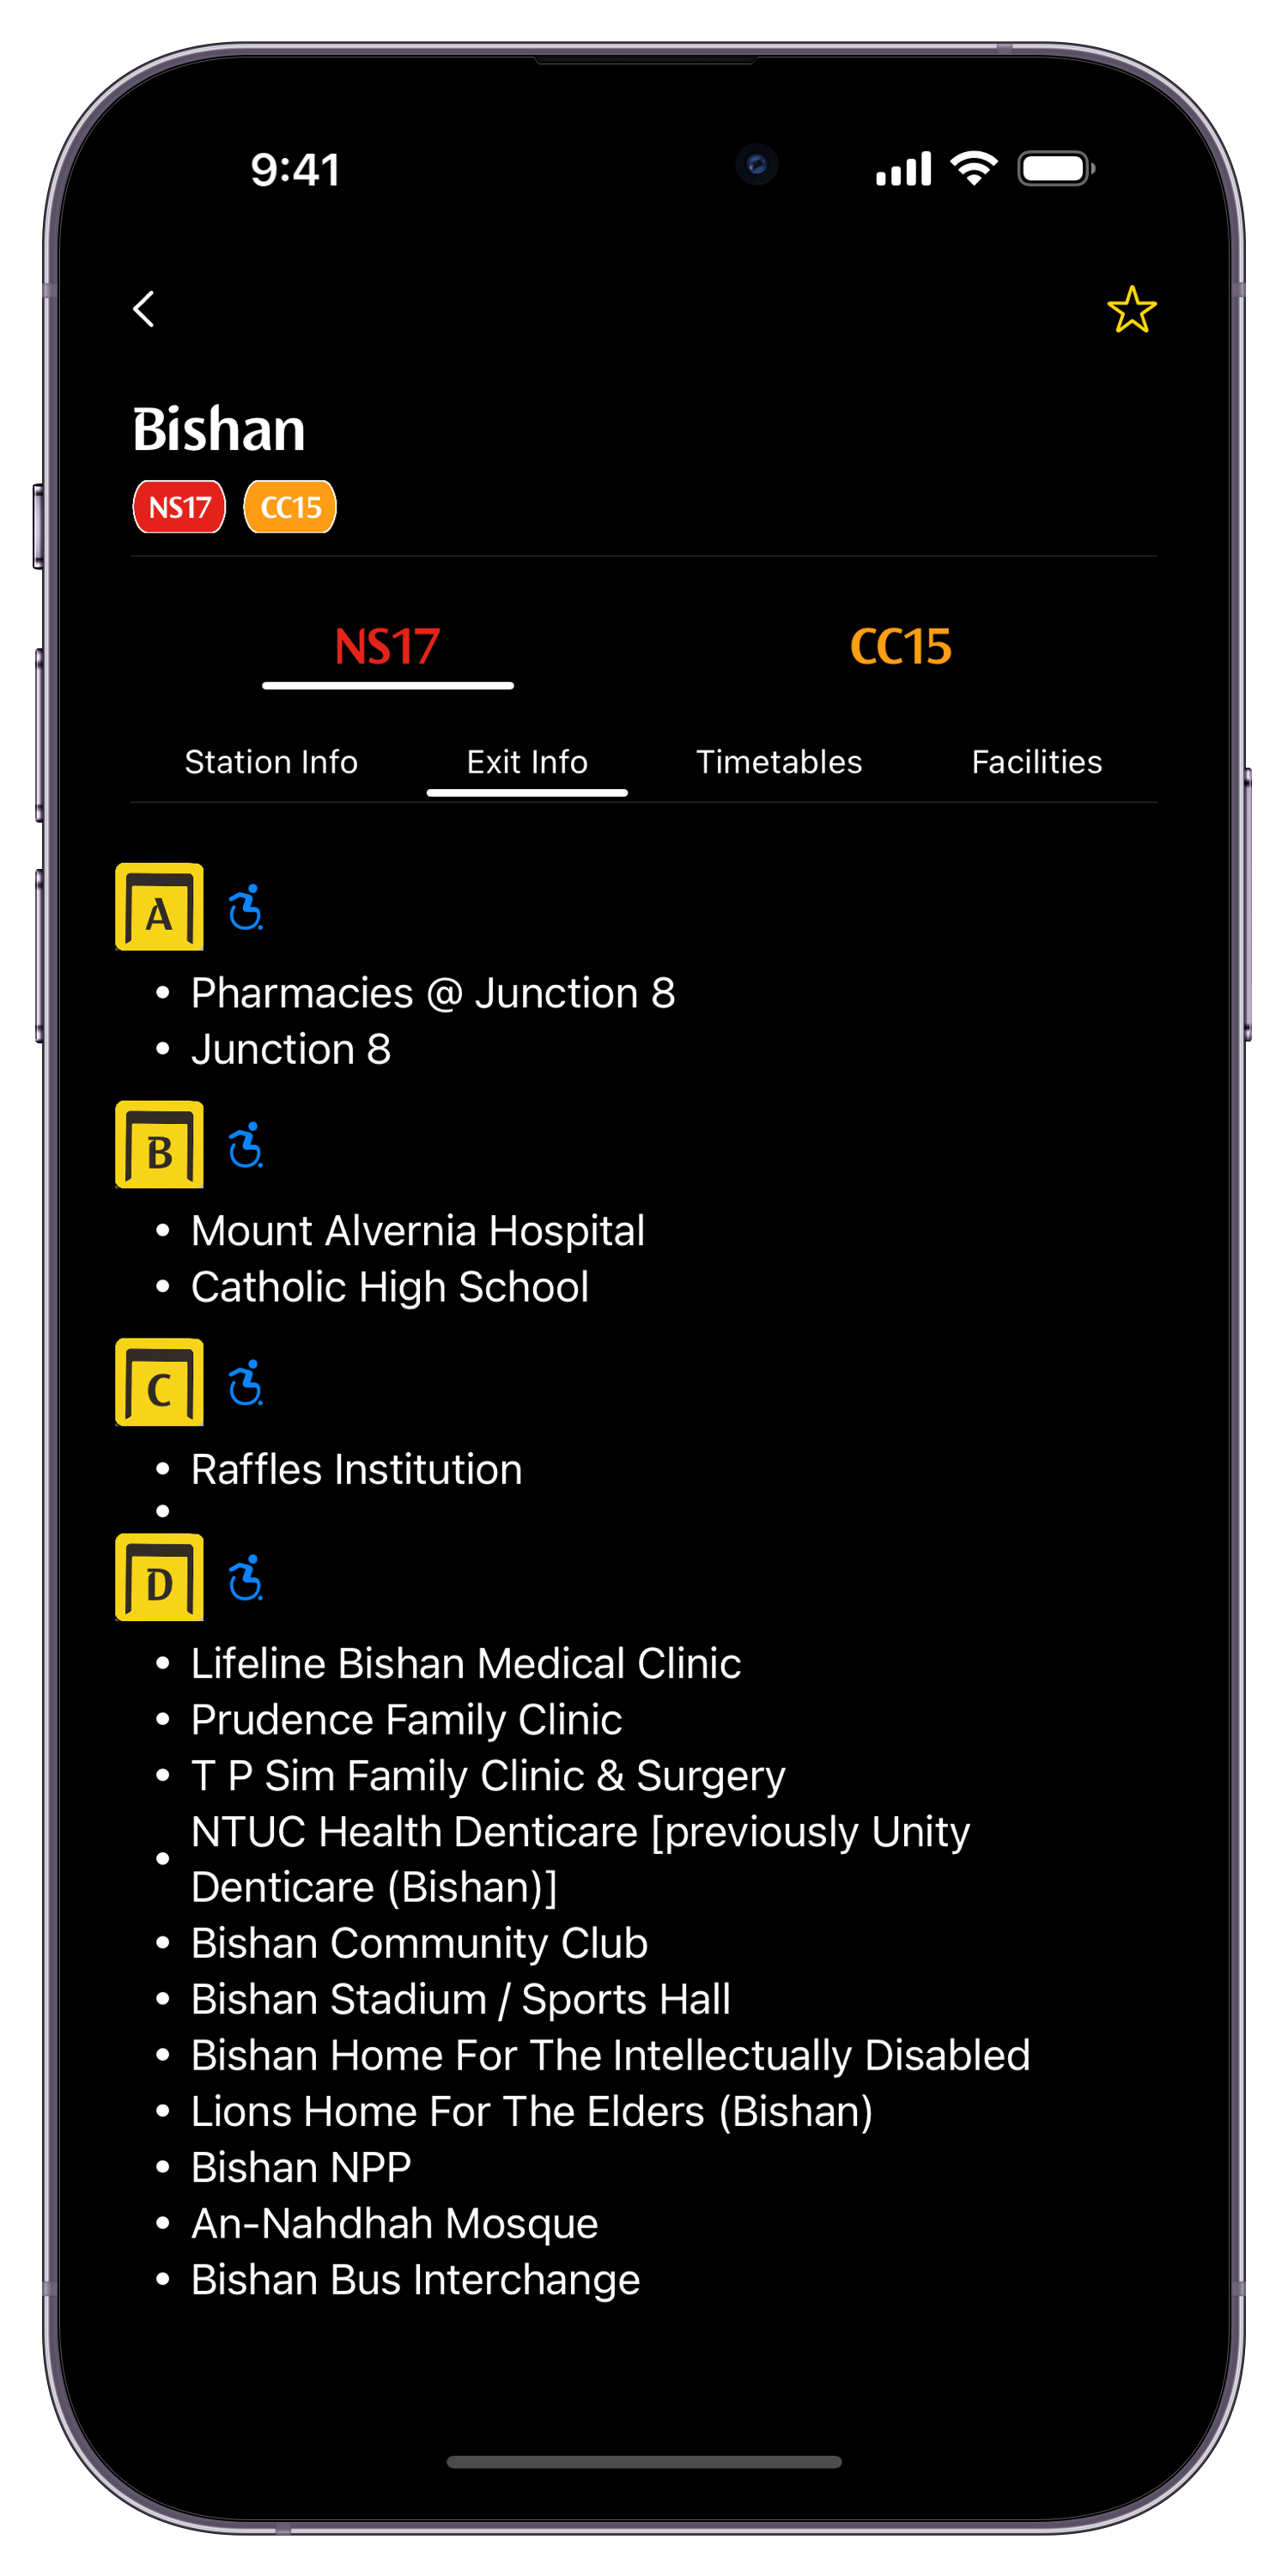 9:41
Bishan
NS17 CC15
NS17 CC15
Station Info Exit Info Timetables Facilities
A
• Pharmacies @ Junction 8
• Junction 8
B
• Mount Alvernia Hospital
• Catholic High School
C
• Raffles Institution
•
D
• Lifeline Bishan Medical Clinic
• Prudence Family Clinic
• T P Sim Family Clinic & Surgery
• NTUC Health Denticare [previously Unity
Denticare (Bishan)]
• Bishan Community Club
• Bishan Stadium / Sports Hall
• Bishan Home For The Intellectually Disabled
• Lions Home For The Elders (Bishan)
• Bishan NPP
• An-Nahdhah Mosque
• Bishan Bus Interchange